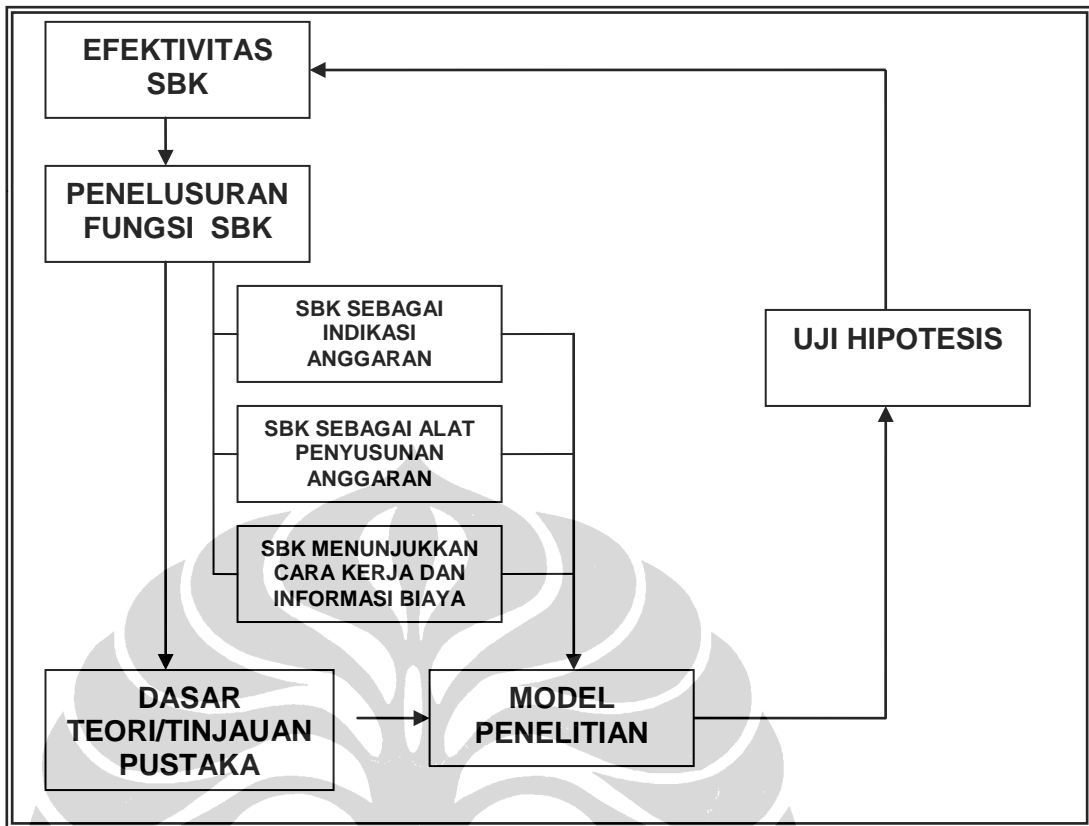 EFEKTIVITAS
SBK
PENELUSURAN
FUNGSI SBK
SBK SEBAGAI
INDIKASI
ANGGARAN
UJI HIPOTESIS
SBK SEBAGAI ALAT
PENYUSUNAN
ANGGARAN
SBK MENUNJUKKAN
CARA KERJA DAN
INFORMASI BIAYA
DASAR
TEORI/TINJAUAN
PUSTAKA
MODEL
PENELITIAN